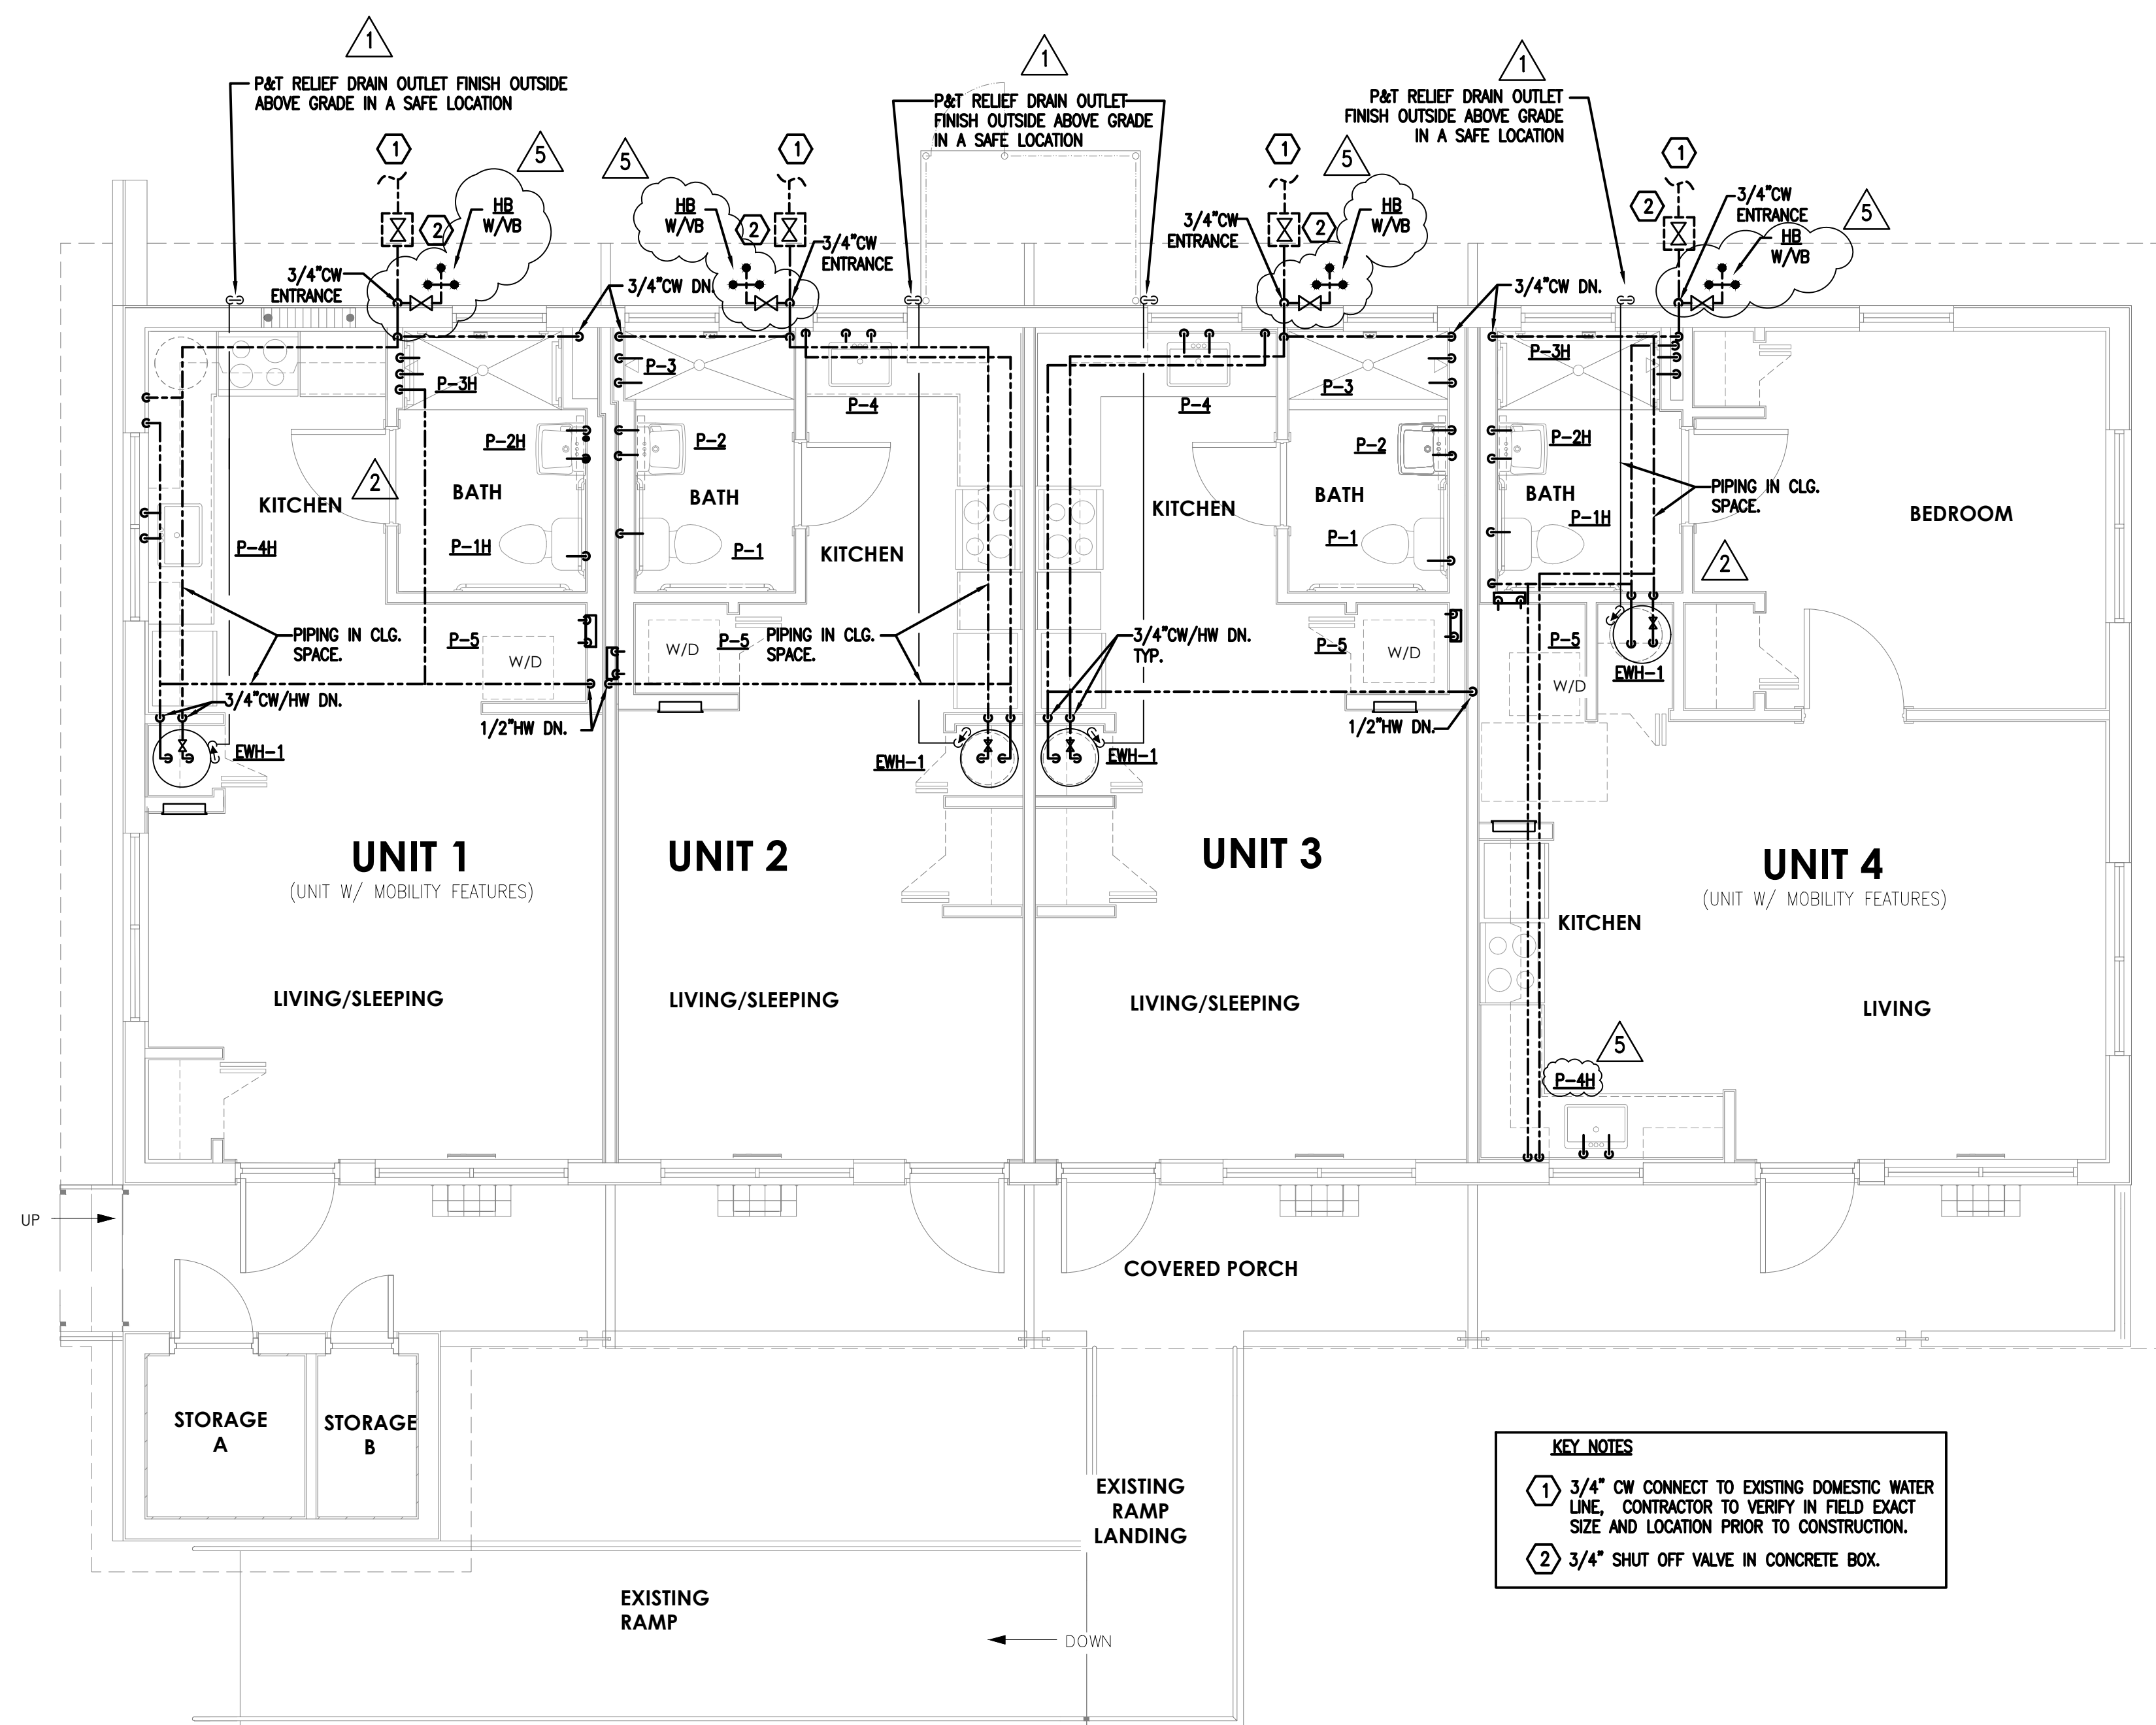 1
P&T RELIEF DRAIN OUTLET FINISH OUTSIDE
ABOVE GRADE IN A SAFE LOCATION
1
P&T RELIEF DRAIN OUTLET
FINISH OUTSIDE ABOVE GRADE
IN A SAFE LOCATION
1
P&T RELIEF DRAIN OUTLET
FINISH OUTSIDE ABOVE GRADE
IN A SAFE LOCATION
1
5
5
1
1
5
1
HB
W/VB
2
3/4"CW
ENTRANCE
HB
W/VB
2
3/4"CW
ENTRANCE
3/4"CW
ENTRANCE
2
HB
W/VB
2
3/4"CW
ENTRANCE
5
HB
W/VB
3/4"CW DN.
3/4"CW DN.
P-3H
P-3
P-4
P-4
P-3
P-3H
P-2H
P-2
P-2
P-2H
2
KITCHEN
BATH
BATH
KITCHEN
BATH
BATH
PIPING IN CLG.
SPACE.
BEDROOM
P-4H
P-1H
P-1
KITCHEN
P-1
P-1H
2
PIPING IN CLG.
SPACE.
P-5
W/D
W/D
P-5
PIPING IN CLG.
SPACE.
3/4"CW/HW DN.
TYP.
P-5
W/D
P-5
W/D
EWH-1
3/4"CW/HW DN.
1/2"HW DN.
1/2"HW DN.
EWH-1
EWH-1
EWH-1
UNIT 1
(UNIT W/ MOBILITY FEATURES)
UNIT 2
UNIT 3
UNIT 4
(UNIT W/ MOBILITY FEATURES)
KITCHEN
LIVING/SLEEPING
LIVING/SLEEPING
LIVING/SLEEPING
LIVING
5
P-4H
UP
COVERED PORCH
STORAGE
A
STORAGE
B
EXISTING
RAMP
LANDING
EXISTING
RAMP
DOWN
KEY NOTES
1 3/4" CW CONNECT TO EXISTING DOMESTIC WATER
LINE, CONTRACTOR TO VERIFY IN FIELD EXACT
SIZE AND LOCATION PRIOR TO CONSTRUCTION.
2 3/4" SHUT OFF VALVE IN CONCRETE BOX.